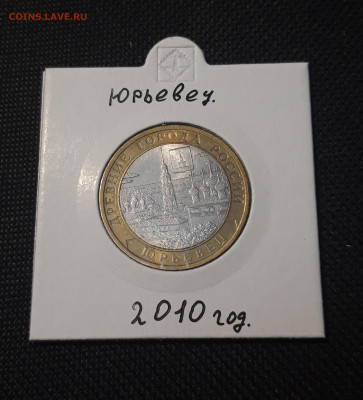 COINS.LAVE.RU
Юрьевец.
ДРЕВНИЕ ГОРОДА РОССИИ
ЮРЬЕВЕЦ
2010 год.